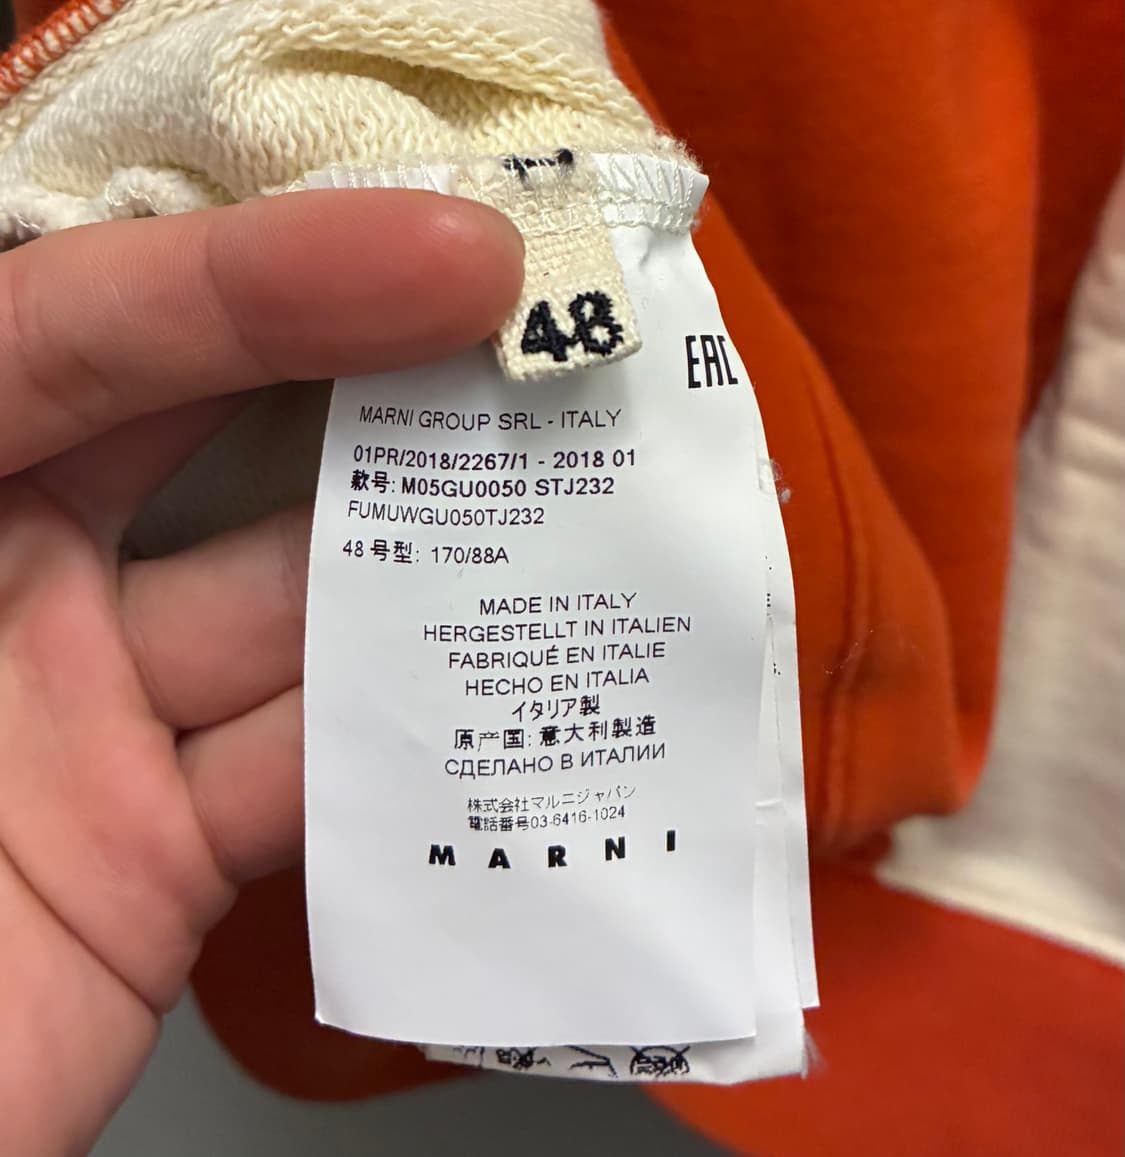 48
EAC
MARNI GROUP SRL - ITALY
01PR/2018/2267/1 - 2018 01
款号: M05GU0050 STJ232
FUMUWGU050TJ232
48 号型: 170/88A
MADE IN ITALY
HERGESTELLT IN ITALIEN
FABRIQUÉ EN ITALIE
HECHO EN ITALIA
イタリア製
原产国: 意大利製造
СДЕЛАНО В ИТАЛИИ
株式会社マルニジャパン
電話番号03-6416-1024
MARNI